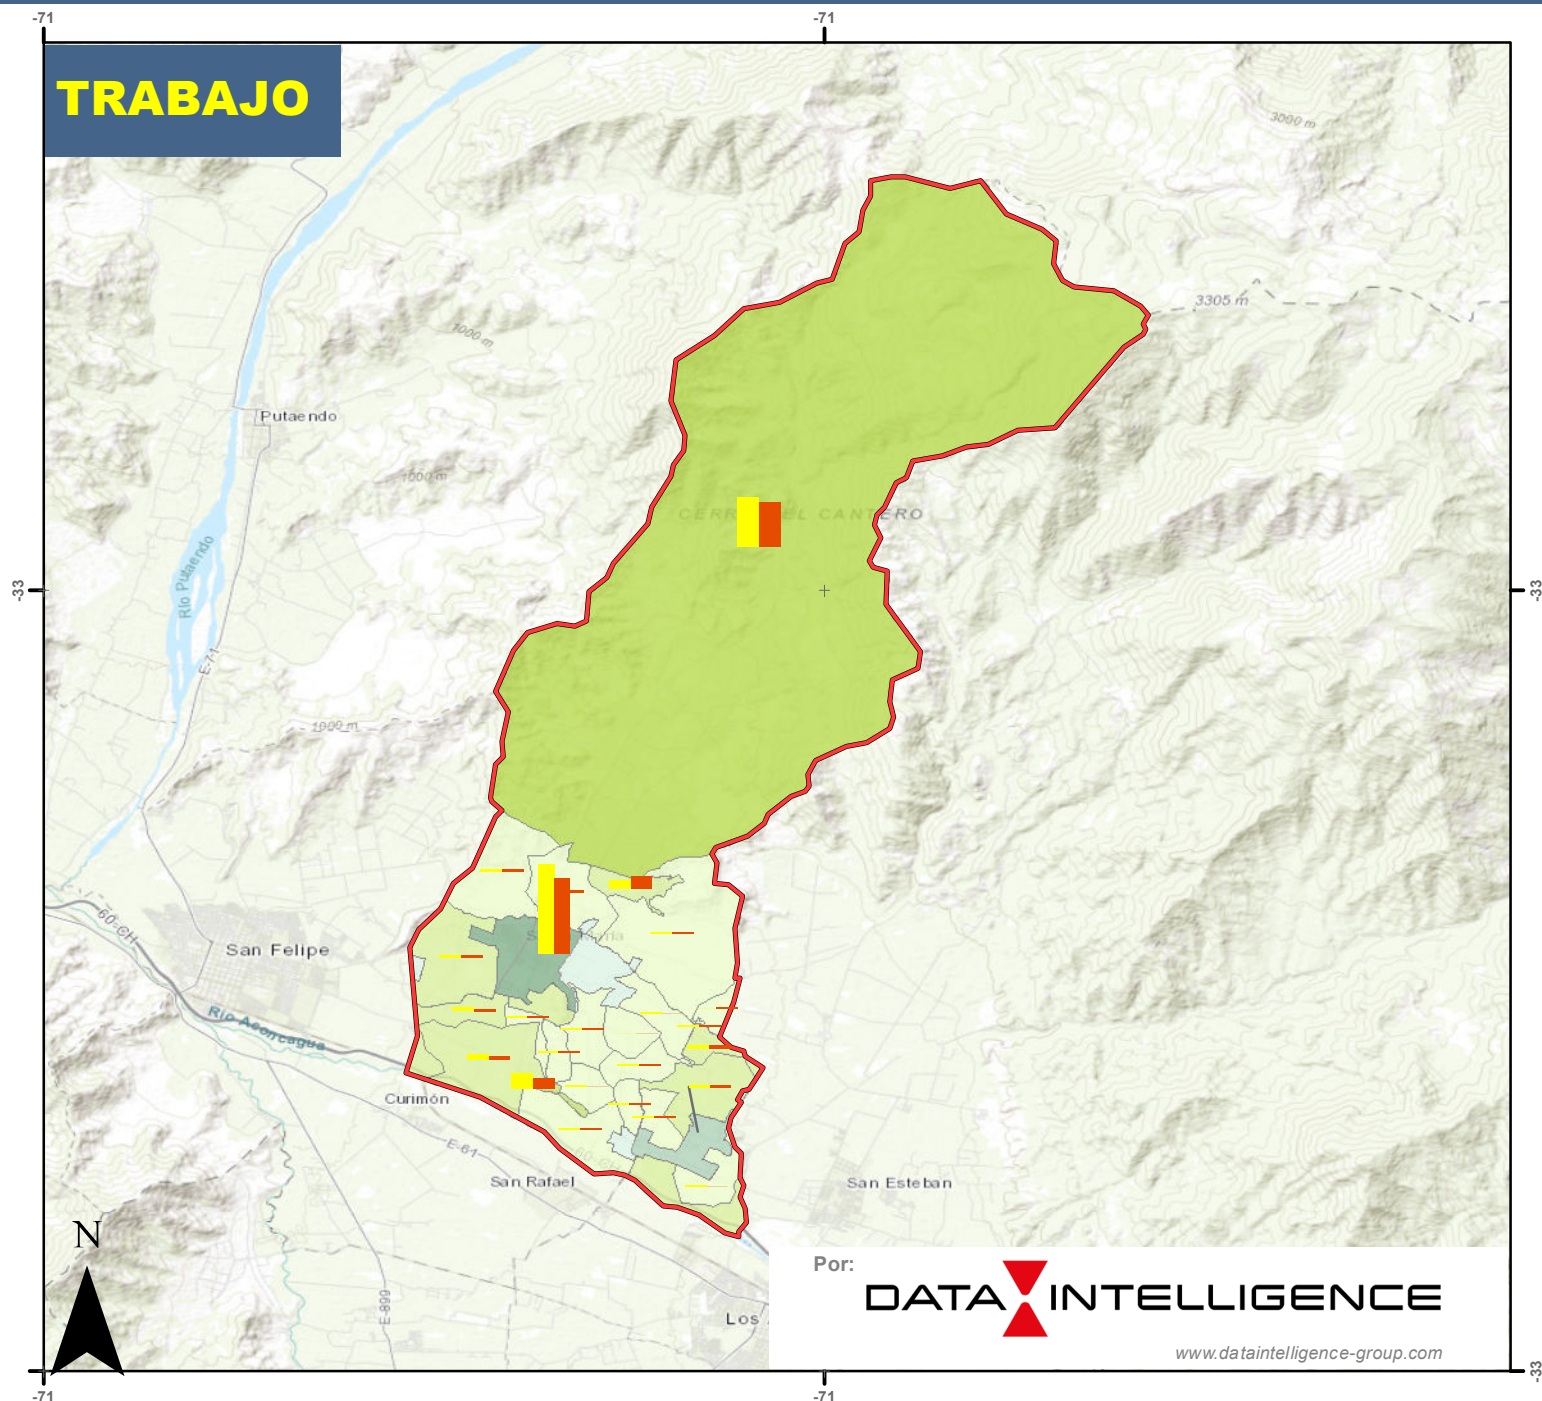 -71
-71
TRABAJO
3000 m
3305 m
1000 m
Putaendo
1000 m
-33
-33
Río Putaendo
E-71
1000 m
60-CH
San Felipe
Río Aconcagua
Curimón
E-61
San Rafael
San Esteban
N
E-899
Los
Por:
DATA INTELLIGENCE
www.dataintelligence-group.com
-33
-71
-71